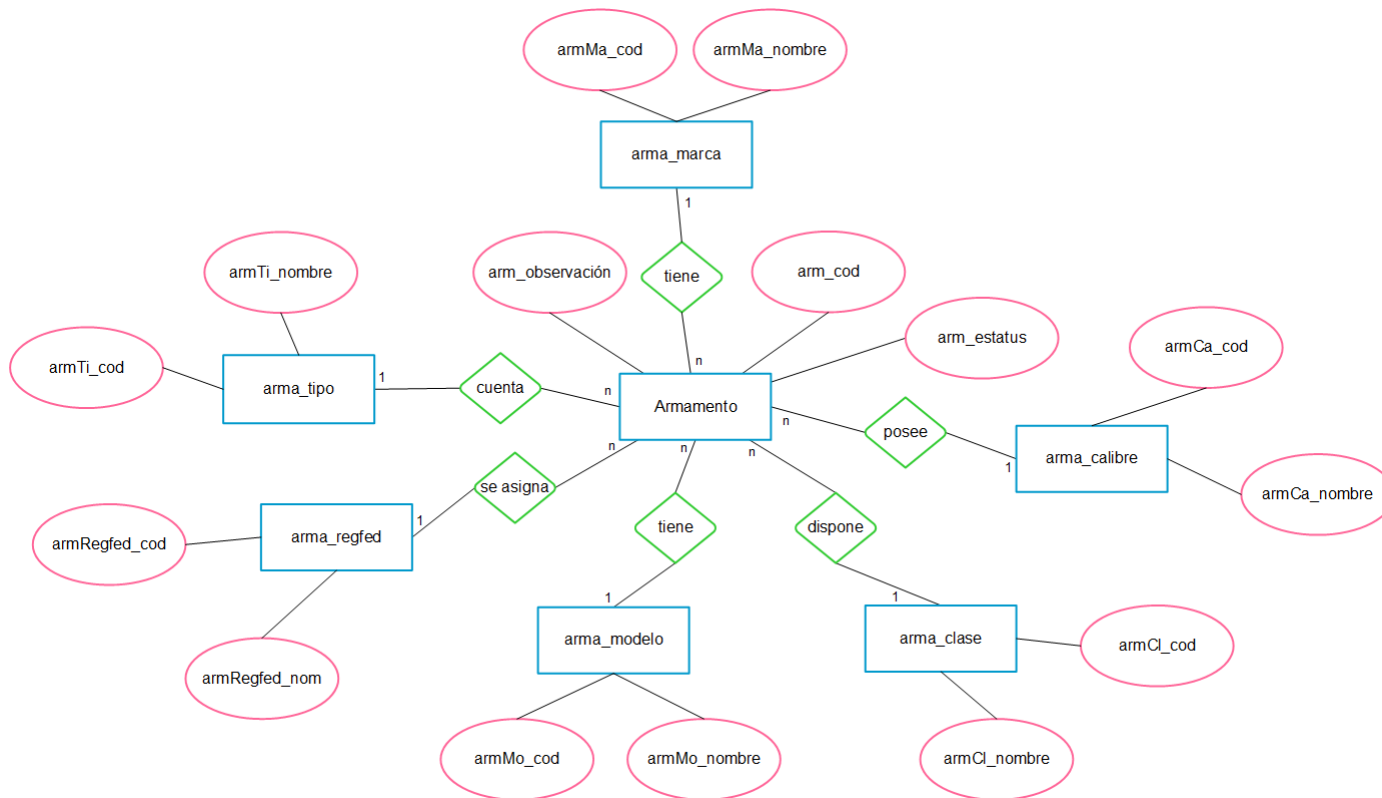 armMa_cod
armMa_nombre
arma_marca
1
tiene
n
armTi_nombre
arm_observación
arm_cod
arm_estatus
armCa_cod
armTi_cod
arma_tipo
1
cuenta
n
Armamento
n
posee
1
arma_calibre
armCa_nombre
n
se asigna
1
arma_regfed
armRegfed_cod
armRegfed_nom
n
tiene
1
arma_modelo
armMo_cod
armMo_nombre
n
dispone
1
arma_clase
armCl_cod
armCl_nombre